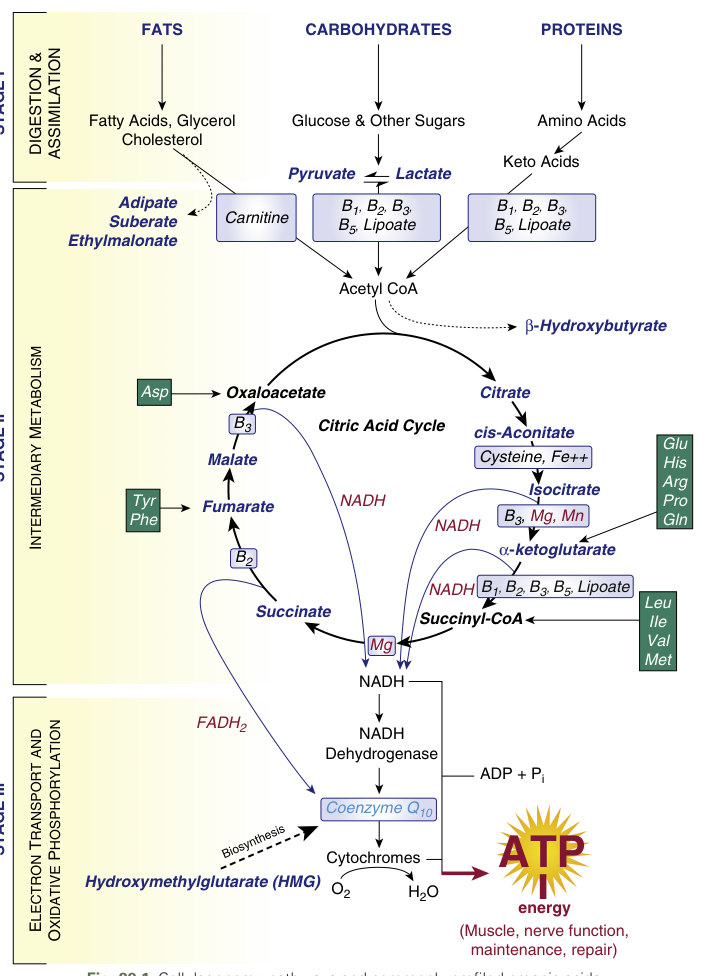 FATS
CARBOHYDRATES
PROTEINS
STAGE I
DIGESTION &
ASSIMILATION
Fatty Acids, Glycerol
Cholesterol
Glucose & Other Sugars
Amino Acids
Keto Acids
Pyruvate
Lactate
Adipate
Suberate
Ethylmalonate
Carnitine
B1, B2, B3,
B5, Lipoate
B1, B2, B3,
B5, Lipoate
Acetyl CoA
β-Hydroxybutyrate
STAGE II
INTERMEDIARY METABOLISM
Asp
Oxaloacetate
Citrate
B3
Citric Acid Cycle
cis-Aconitate
Cysteine, Fe++
Malate
Isocitrate
Glu
His
Arg
Pro
Gln
Tyr
Phe
Fumarate
NADH
NADH
B3, Mg, Mn
α-ketoglutarate
B2
NADH
B1, B2, B3, B5, Lipoate
Succinate
Succinyl-CoA
Leu
Ile
Val
Met
Mg
NADH
STAGE III
ELECTRON TRANSPORT AND
OXIDATIVE PHOSPHORYLATION
FADH2
NADH
Dehydrogenase
ADP + Pi
Coenzyme Q10
Biosynthesis
Hydroxymethylglutarate (HMG)
Cytochromes
O2
H2O
ATP
energy
(Muscle, nerve function,
maintenance, repair)